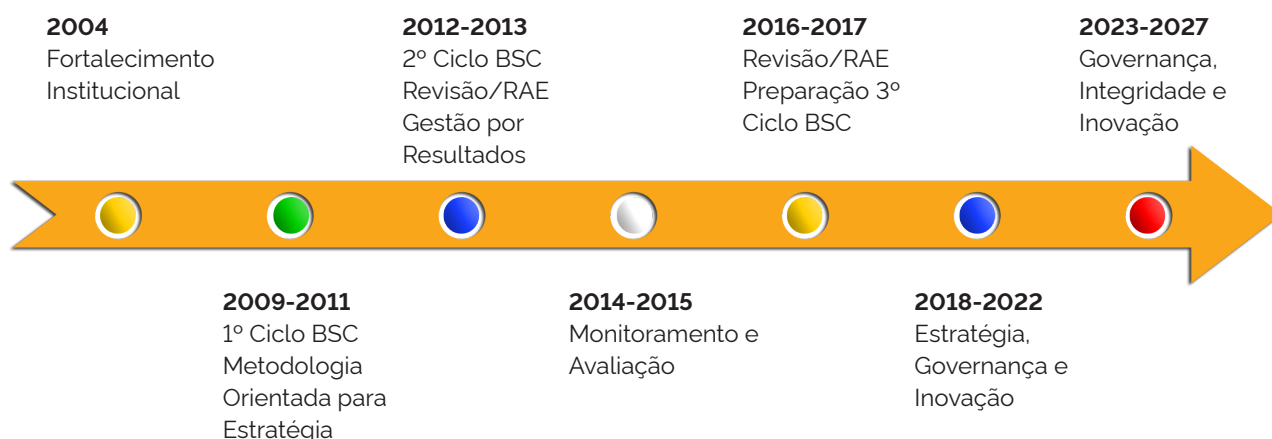 2004
Fortalecimento
Institucional
2012-2013
2º Ciclo BSC
Revisão/RAE
Gestão por
Resultados
2016-2017
Revisão/RAE
Preparação 3º
Ciclo BSC
2023-2027
Governança,
Integridade e
Inovação
2009-2011
1º Ciclo BSC
Metodologia
Orientada para
Estratégia
2014-2015
Monitoramento e
Avaliação
2018-2022
Estratégia,
Governança e
Inovação